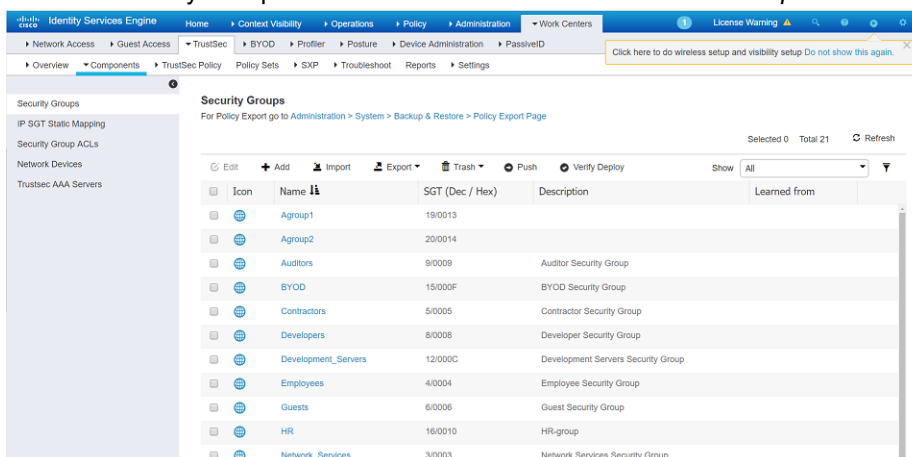 cisco Identity Services Engine Home Context Visibility Operations Policy Administration Work Centers 1 License Warning
Network Access Guest Access TrustSec BYOD Profiler Posture Device Administration PassiveID
Click here to do wireless setup and visibility setup Do not show this again.
Overview Components TrustSec Policy Policy Sets SXP Troubleshoot Reports Settings
Security Groups
IP SGT Static Mapping
Security Group ACLs
Network Devices
Trustsec AAA Servers
Security Groups
For Policy Export go to Administration > System > Backup & Restore > Policy Export Page
Selected 0 Total 21 Refresh
Edit Add Import Export Trash Push Verify Deploy Show All
Icon Name SGT (Dec / Hex) Description Learned from
Agroup1 19/0013
Agroup2 20/0014
Auditors 9/0009 Auditor Security Group
BYOD 15/000F BYOD Security Group
Contractors 5/0005 Contractor Security Group
Developers 8/0008 Developer Security Group
Development_Servers 12/000C Development Servers Security Group
Employees 4/0004 Employee Security Group
Guests 6/0006 Guest Security Group
HR 16/0010 HR-group
Network_Services 3/0003 Network Services Security Group